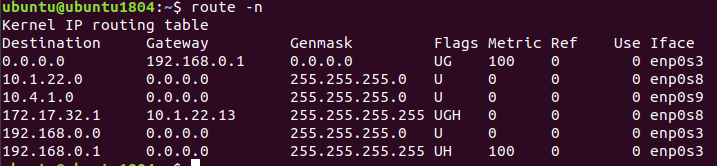 ubuntu@ubuntu1804:~$ route -n
Kernel IP routing table
Destination     Gateway         Genmask         Flags Metric Ref    Use Iface
0.0.0.0         192.168.0.1     0.0.0.0         UG    100    0        0 enp0s3
10.1.22.0       0.0.0.0         255.255.255.0   U     0      0        0 enp0s8
10.4.1.0        0.0.0.0         255.255.255.0   U     0      0        0 enp0s9
172.17.32.1     10.1.22.13      255.255.255.255 UGH   0      0        0 enp0s8
192.168.0.0     0.0.0.0         255.255.255.0   U     0      0        0 enp0s3
192.168.0.1     0.0.0.0         255.255.255.255 UH    100    0        0 enp0s3
ubuntu@ubuntu1804:~$